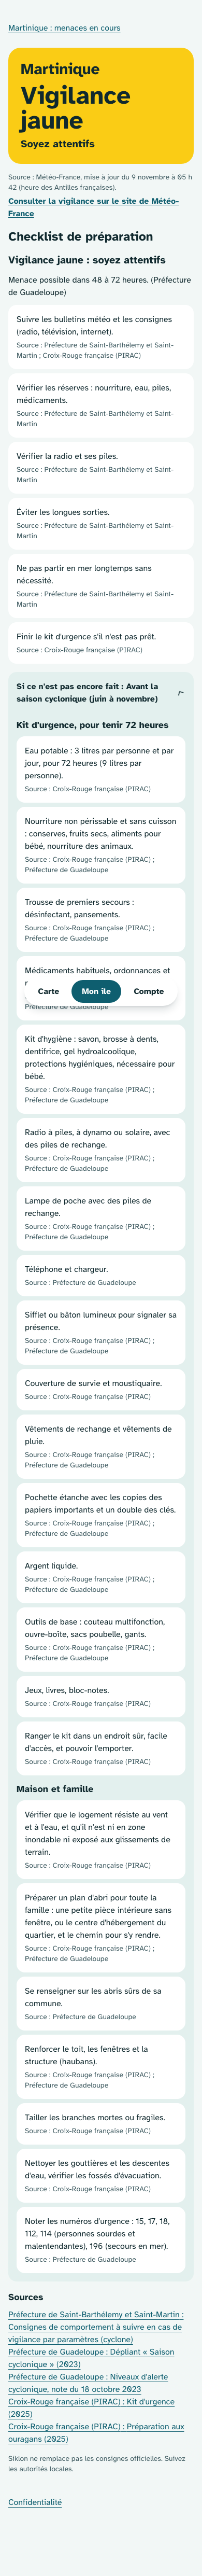 Martinique : menaces en cours
Martinique
Vigilance
jaune
Soyez attentifs
Source : Météo-France, mise à jour du 9 novembre à 05 h
42 (heure des Antilles françaises).
Consulter la vigilance sur le site de Météo-
France
Checklist de préparation
Vigilance jaune : soyez attentifs
Menace possible dans 48 à 72 heures. (Préfecture
de Guadeloupe)
Suivre les bulletins météo et les consignes
(radio, télévision, internet).
Source : Préfecture de Saint-Barthélemy et Saint-
Martin ; Croix-Rouge française (PIRAC)
Vérifier les réserves : nourriture, eau, piles,
médicaments.
Source : Préfecture de Saint-Barthélemy et Saint-
Martin
Vérifier la radio et ses piles.
Source : Préfecture de Saint-Barthélemy et Saint-
Martin
Éviter les longues sorties.
Source : Préfecture de Saint-Barthélemy et Saint-
Martin
Ne pas partir en mer longtemps sans
nécessité.
Source : Préfecture de Saint-Barthélemy et Saint-
Martin
Finir le kit d'urgence s'il n'est pas prêt.
Source : Croix-Rouge française (PIRAC)
Si ce n'est pas encore fait : Avant la
saison cyclonique (juin à novembre)
Kit d'urgence, pour tenir 72 heures
Eau potable : 3 litres par personne et par
jour, pour 72 heures (9 litres par
personne).
Source : Croix-Rouge française (PIRAC)
Nourriture non périssable et sans cuisson
: conserves, fruits secs, aliments pour
bébé, nourriture des animaux.
Source : Croix-Rouge française (PIRAC) ;
Préfecture de Guadeloupe
Trousse de premiers secours :
désinfectant, pansements.
Source : Croix-Rouge française (PIRAC) ;
Préfecture de Guadeloupe
Médicaments habituels, ordonnances et
Carte
Mon île
Compte
Préfecture de Guadeloupe
Kit d'hygiène : savon, brosse à dents,
dentifrice, gel hydroalcoolique,
protections hygiéniques, nécessaire pour
bébé.
Source : Croix-Rouge française (PIRAC) ;
Préfecture de Guadeloupe
Radio à piles, à dynamo ou solaire, avec
des piles de rechange.
Source : Croix-Rouge française (PIRAC) ;
Préfecture de Guadeloupe
Lampe de poche avec des piles de
rechange.
Source : Croix-Rouge française (PIRAC) ;
Préfecture de Guadeloupe
Téléphone et chargeur.
Source : Préfecture de Guadeloupe
Sifflet ou bâton lumineux pour signaler sa
présence.
Source : Croix-Rouge française (PIRAC) ;
Préfecture de Guadeloupe
Couverture de survie et moustiquaire.
Source : Croix-Rouge française (PIRAC)
Vêtements de rechange et vêtements de
pluie.
Source : Croix-Rouge française (PIRAC) ;
Préfecture de Guadeloupe
Pochette étanche avec les copies des
papiers importants et un double des clés.
Source : Croix-Rouge française (PIRAC) ;
Préfecture de Guadeloupe
Argent liquide.
Source : Croix-Rouge française (PIRAC) ;
Préfecture de Guadeloupe
Outils de base : couteau multifonction,
ouvre-boîte, sacs poubelle, gants.
Source : Croix-Rouge française (PIRAC) ;
Préfecture de Guadeloupe
Jeux, livres, bloc-notes.
Source : Croix-Rouge française (PIRAC)
Ranger le kit dans un endroit sûr, facile
d'accès, et pouvoir l'emporter.
Source : Croix-Rouge française (PIRAC)
Maison et famille
Vérifier que le logement résiste au vent
et à l'eau, et qu'il n'est ni en zone
inondable ni exposé aux glissements de
terrain.
Source : Croix-Rouge française (PIRAC)
Préparer un plan d'abri pour toute la
famille : une petite pièce intérieure sans
fenêtre, ou le centre d'hébergement du
quartier, et le chemin pour s'y rendre.
Source : Croix-Rouge française (PIRAC) ;
Préfecture de Guadeloupe
Se renseigner sur les abris sûrs de sa
commune.
Source : Préfecture de Guadeloupe
Renforcer le toit, les fenêtres et la
structure (haubans).
Source : Croix-Rouge française (PIRAC) ;
Préfecture de Guadeloupe
Tailler les branches mortes ou fragiles.
Source : Croix-Rouge française (PIRAC)
Nettoyer les gouttières et les descentes
d'eau, vérifier les fossés d'évacuation.
Source : Croix-Rouge française (PIRAC)
Noter les numéros d'urgence : 15, 17, 18,
112, 114 (personnes sourdes et
malentendantes), 196 (secours en mer).
Source : Préfecture de Guadeloupe
Sources
Préfecture de Saint-Barthélemy et Saint-Martin :
Consignes de comportement à suivre en cas de
vigilance par paramètres (cyclone)
Préfecture de Guadeloupe : Dépliant « Saison
cyclonique » (2023)
Préfecture de Guadeloupe : Niveaux d'alerte
cyclonique, note du 18 octobre 2023
Croix-Rouge française (PIRAC) : Kit d'urgence
(2025)
Croix-Rouge française (PIRAC) : Préparation aux
ouragans (2025)
Siklon ne remplace pas les consignes officielles. Suivez
les autorités locales.
Confidentialité